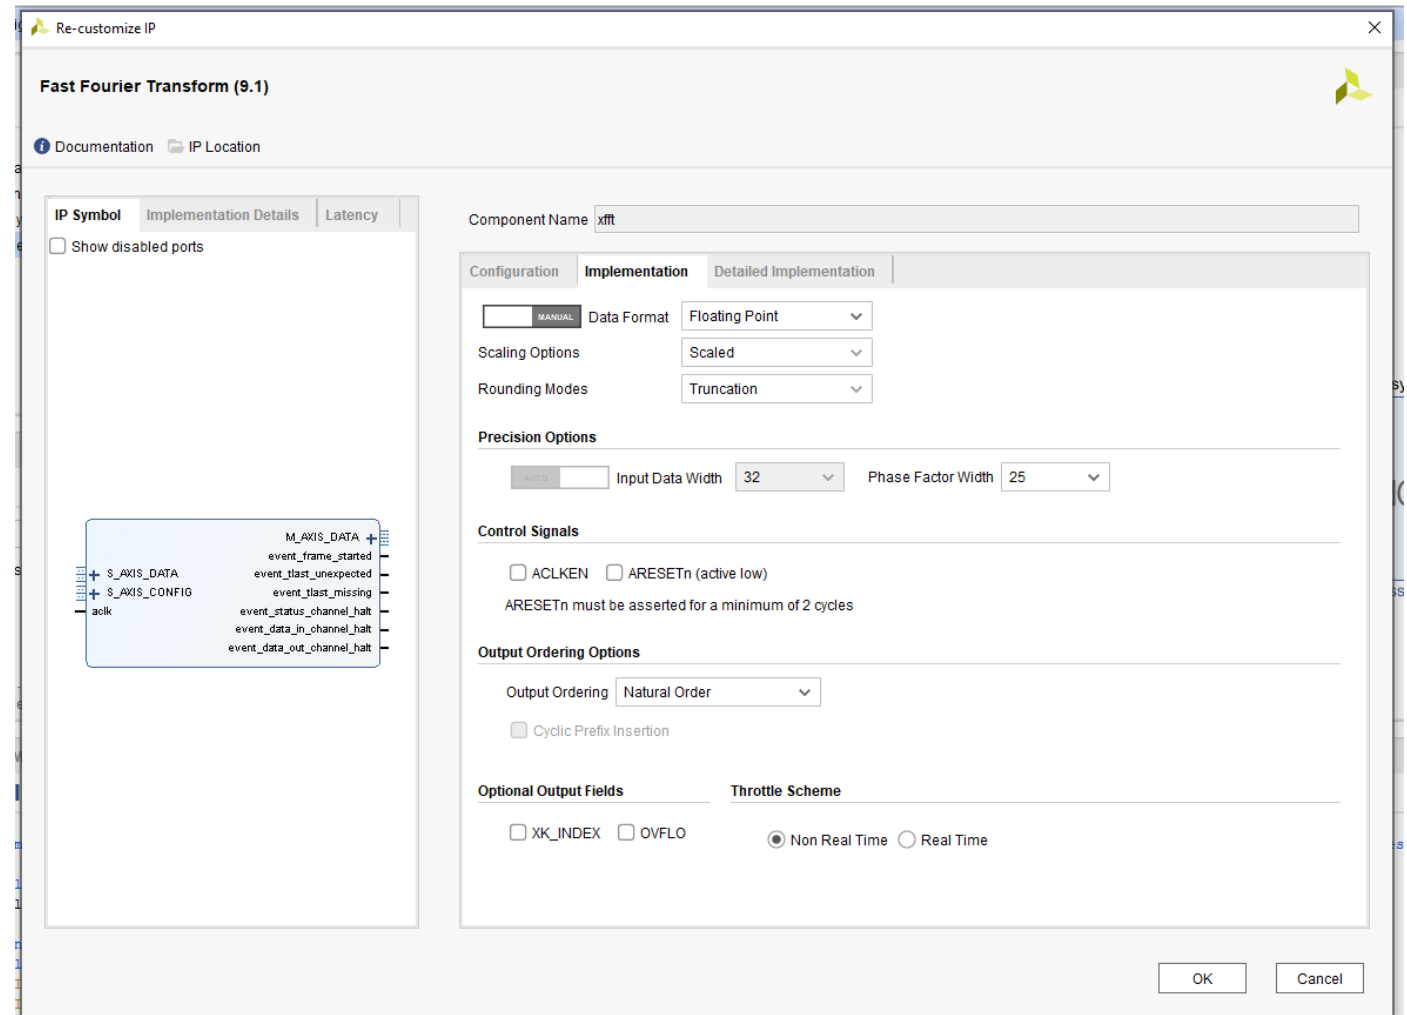 Re-customize IP
Fast Fourier Transform (9.1)
Documentation IP Location
IP Symbol Implementation Details Latency
Show disabled ports
M_AXIS_DATA
event_frame_started
S_AXIS_DATA event_tlast_unexpected
S_AXIS_CONFIG event_tlast_missing
aclk event_status_channel_halt
event_data_in_channel_halt
event_data_out_channel_halt
Component Name xfft
Configuration Implementation Detailed Implementation
MANUAL Data Format Floating Point
Scaling Options Scaled
Rounding Modes Truncation
Precision Options
AUTO Input Data Width 32 Phase Factor Width 25
Control Signals
ACLKEN ARESETn (active low)
ARESETn must be asserted for a minimum of 2 cycles
Output Ordering Options
Output Ordering Natural Order
Cyclic Prefix Insertion
Optional Output Fields Throttle Scheme
XK_INDEX OVFLO Non Real Time Real Time
OK Cancel